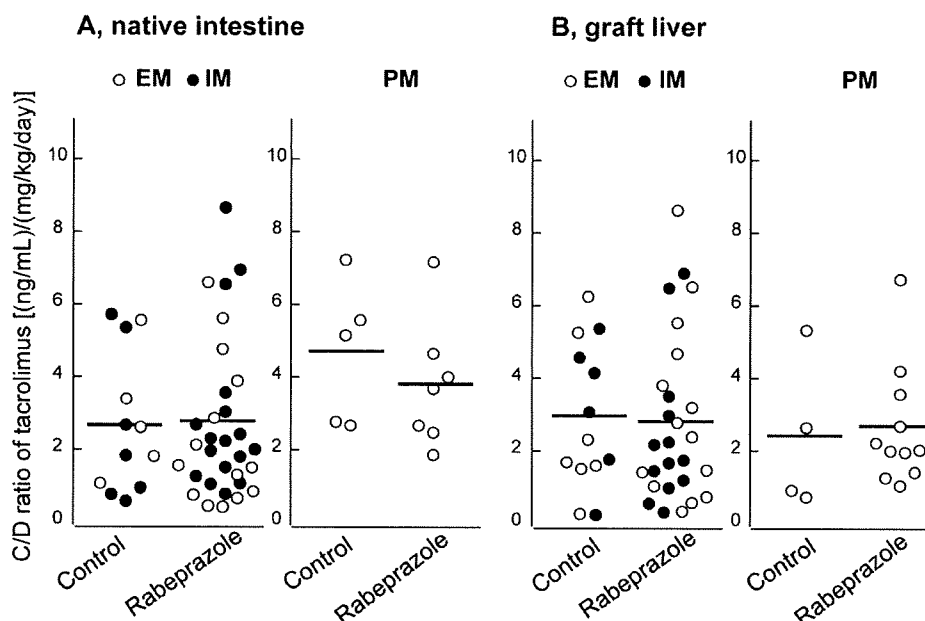 A, native intestine
B, graft liver
EM IM
PM
EM IM
PM
C/D ratio of tacrolimus [(ng/mL)/(mg/kg/day)]
10
8
6
4
2
0
10
8
6
4
2
0
10
8
6
4
2
0
10
8
6
4
2
0
Control
Rabeprazole
Control
Rabeprazole
Control
Rabeprazole
Control
Rabeprazole